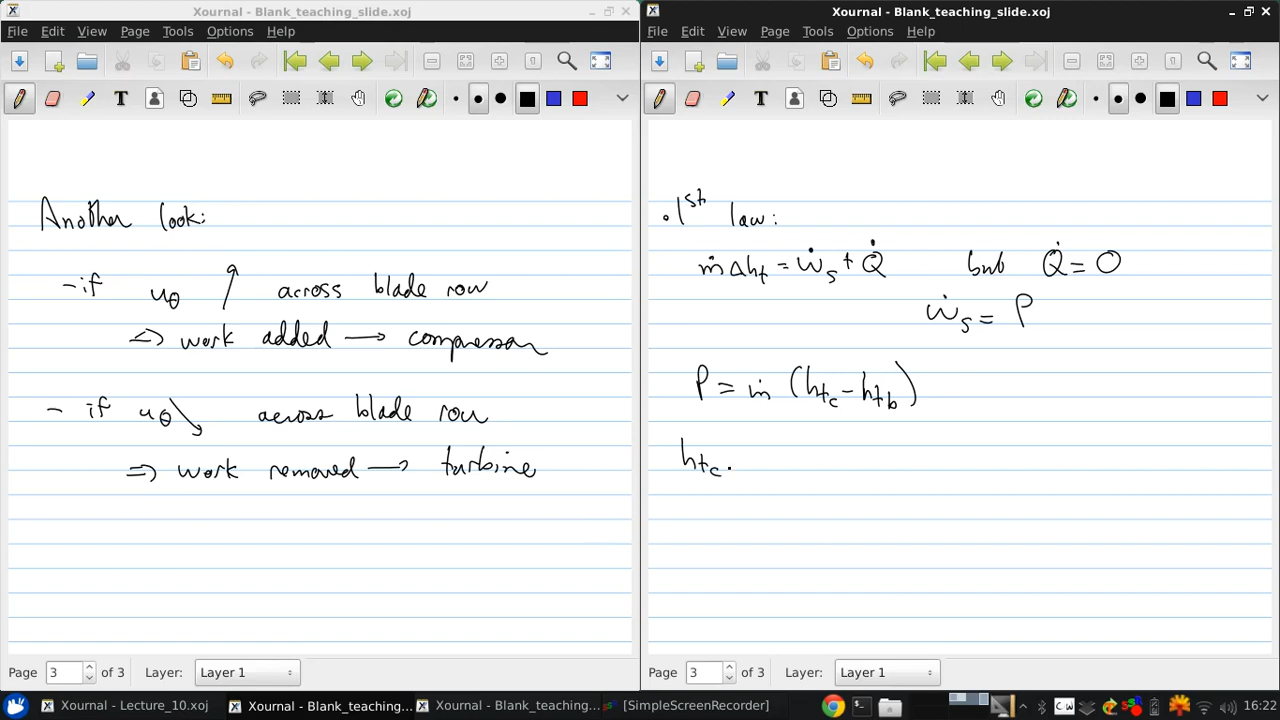 Xournal - Blank_teaching_slide.xoj
File Edit View Page Tools Options Help
Another look:
- if uθ ↑ across blade row
<=> work added → compressor
- if uθ ↘ across blade row
=> work removed → turbine
Page 3 of 3 Layer: Layer 1
Xournal - Blank_teaching_slide.xoj
File Edit View Page Tools Options Help
. 1st law:
ṁΔht = Ẇs + Q̇ but Q̇ = 0
Ẇs = P
P = ṁ (htc - htb)
htc.
Page 3 of 3 Layer: Layer 1
Xournal - Lecture_10.xoj Xournal - Blank_teaching_... Xournal - Blank_teaching_... [SimpleScreenRecorder] 16:22